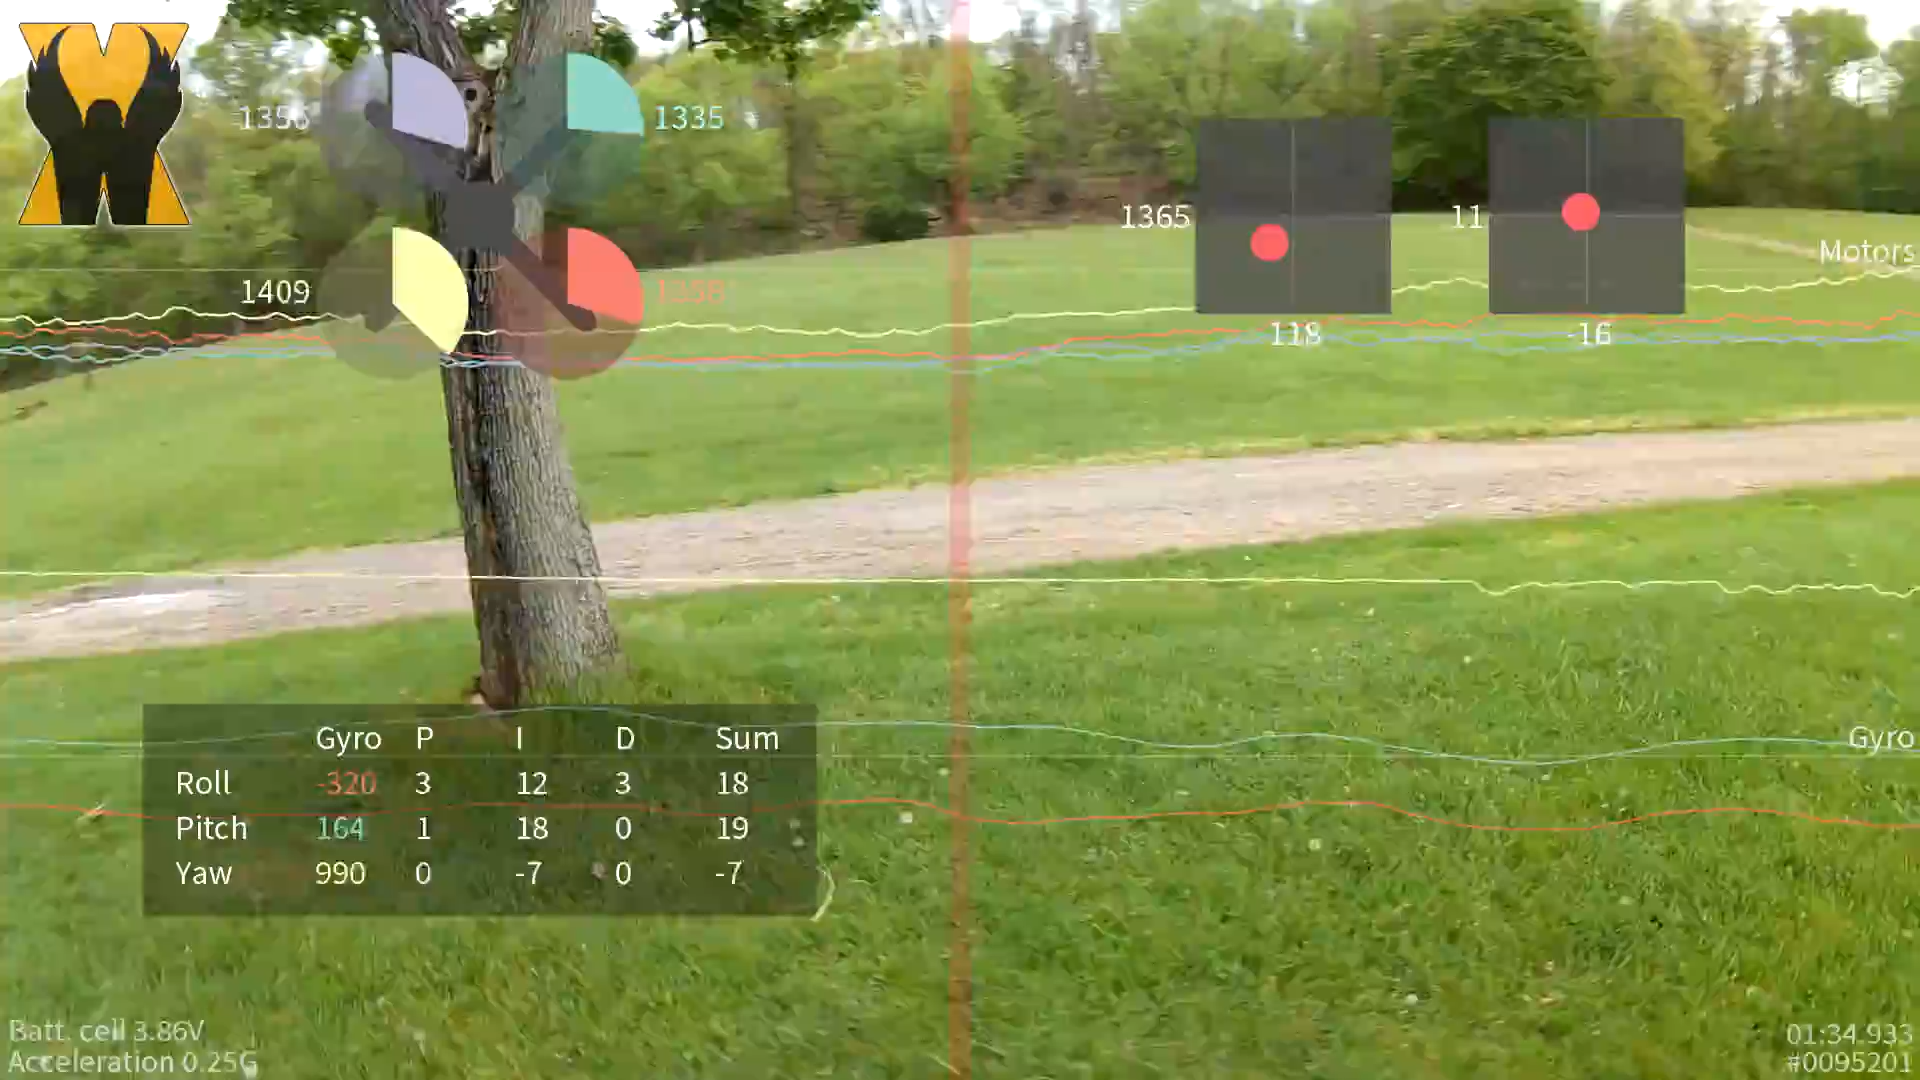 1356
1335
1409
1358
1365
118
11
-16
Motors
Gyro
Gyro P I D Sum
Roll -320 3 12 3 18
Pitch 164 1 18 0 19
Yaw 990 0 -7 0 -7
Batt. cell 3.86V
Acceleration 0.25G
01:34.933
#0095201